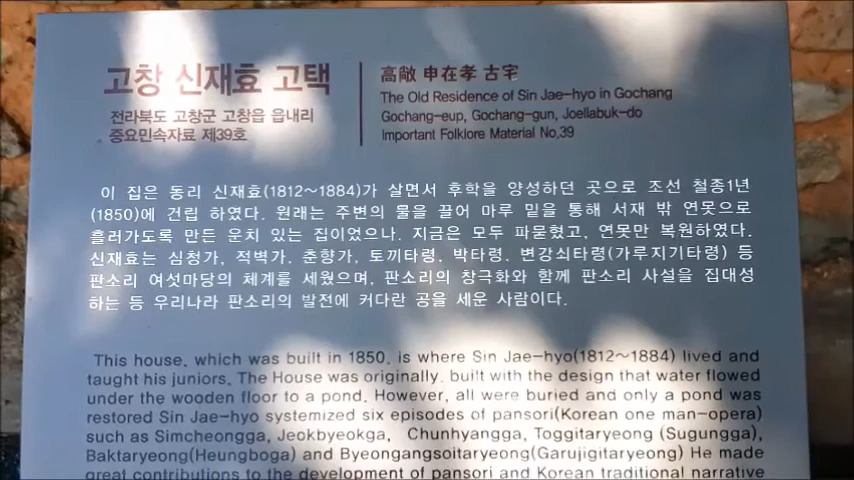 고창 신재효 고택
전라북도 고창군 고창읍 읍내리
중요민속자료 제39호
高敞 申在孝 古宅
The Old RESIDENCE of SIN JAE-HYO in GOCHANG
GOCHANG-eup, GOCHANG-gun, JOELLABUK-do
IMPORTANT FOLKLORE MATERIAL NO,39
이 집은 동리 신재효(1812~1884)가 살면서 후학을 양성하던 곳으로 조선 철종1년
(1850)에 건립 하였다. 원래는 주변의 물을 끌어 마루 밑을 통해 서재 밖 연못으로
흘러가도록 만든 운치 있는 집이었으나. 지금은 모두 파묻혔고. 연못만 복원하였다.
신재효는 심청가, 적벽가. 춘향가, 토끼타령. 박타령. 변강쇠타령(가루지기타령) 등
판소리 여섯마당의 체계를 세웠으며. 판소리의 창극화와 함께 판소리 사설을 집대성
하는 등 우리나라 판소리의 발전에 커다란 공을 세운 사람이다.
This house, which was built in 1850, is where Sin Jae-hyo(1812~1884) lived and
taught his juniors. The House was originally. built with the design that water flowed
under the wooden floor to a pond. However, all were buried and only a pond was
restored Sin Jae-hyo systemized six episodes of pansori(Korean one man-opera)
such as Simcheongga, Jeokbyeokga, Chunhyangga, Toggitaryeong (Sugungga),
Baktaryeong(Heungboga) and Byeongangsoitaryeong(Garujigitaryeong) He made
great contributions to the development of pansori and Korean traditional narrative